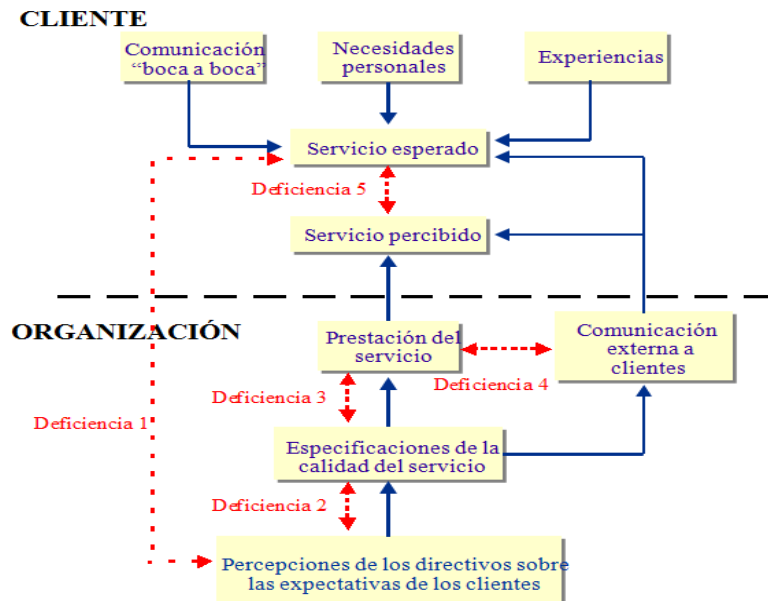 CLIENTE
Comunicación
“boca a boca”
Necesidades
personales
Experiencias
Servicio esperado
Deficiencia 5
Servicio percibido
ORGANIZACIÓN
Prestación del
servicio
Comunicación
externa a
clientes
Deficiencia 4
Deficiencia 3
Deficiencia 1
Especificaciones de la
calidad del servicio
Deficiencia 2
Percepciones de los directivos sobre
las expectativas de los clientes